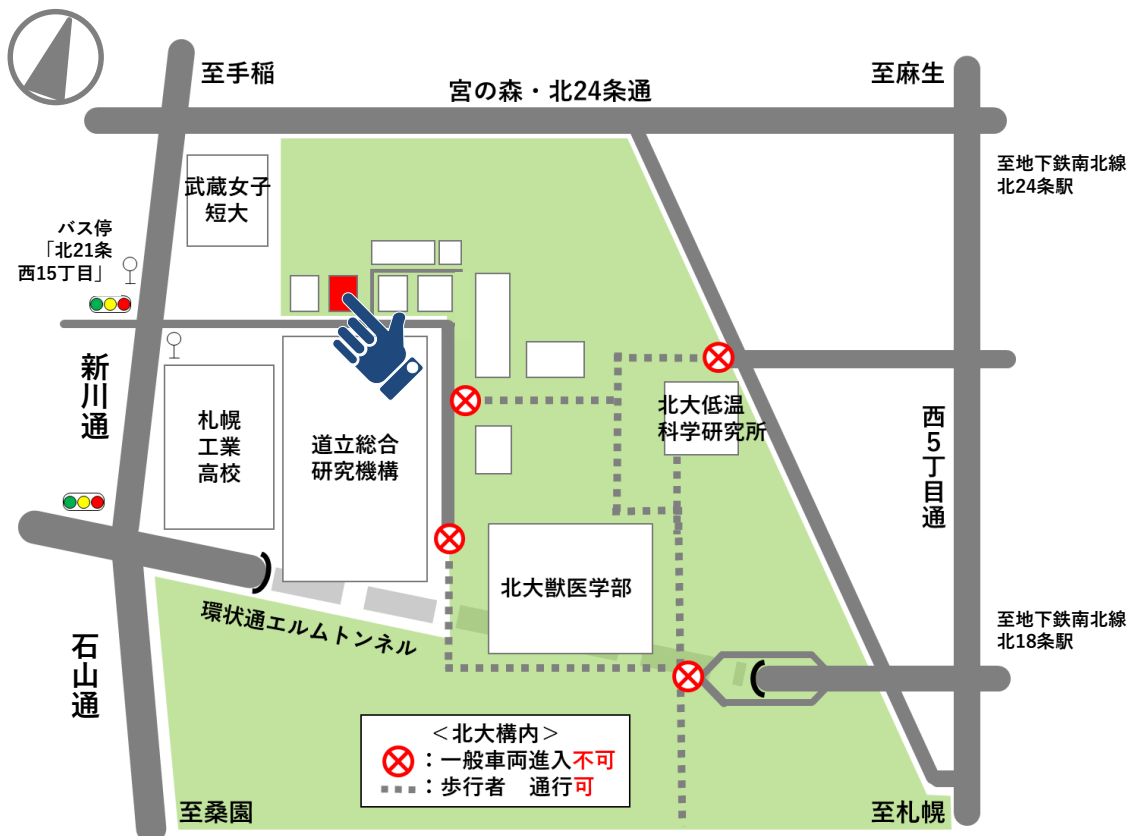 至手稲
至麻生
宮の森・北24条通
至地下鉄南北線
北24条駅
武蔵女子
短大
バス停
「北21条
西15丁目」
新川通
札幌
工業
高校
道立総合
研究機構
北大低温
科学研究所
西5丁目通
北大獣医学部
環状通エルムトンネル
至地下鉄南北線
北18条駅
石山通
<北大構内>
:一般車両進入不可
:歩行者 通行可
至桑園
至札幌